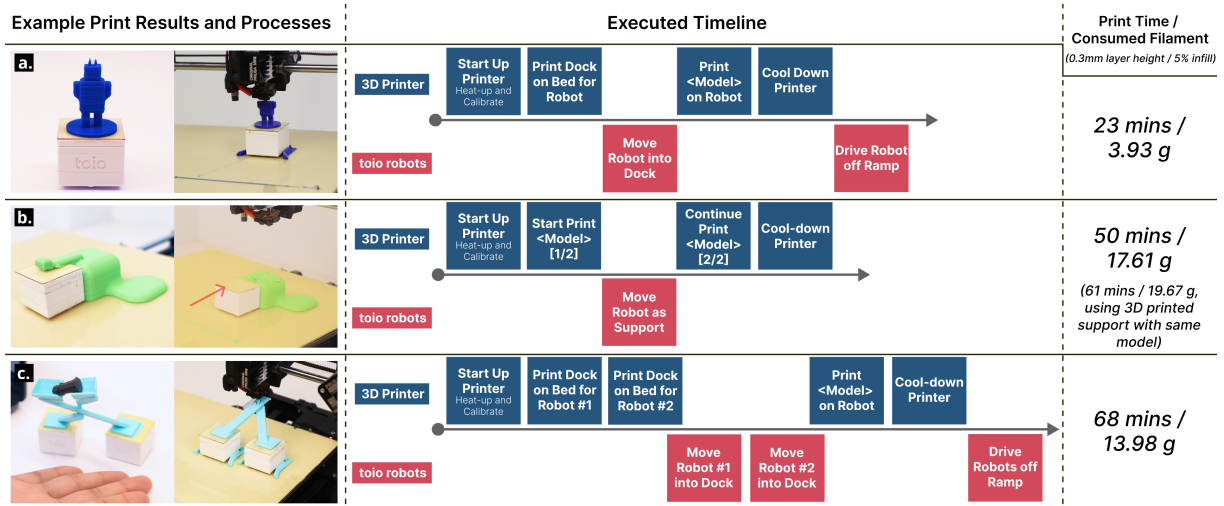 Example Print Results and Processes
Executed Timeline
Print Time /
Consumed Filament
(0.3mm layer height / 5% infill)
a.
toio
3D Printer
Start Up
Printer
Heat-up and
Calibrate
Print Dock
on Bed for
Robot
Print
<Model>
on Robot
Cool Down
Printer
toio robots
Move
Robot into
Dock
Drive Robot
off Ramp
23 mins /
3.93 g
b.
3D Printer
Start Up
Printer
Heat-up and
Calibrate
Start Print
<Model>
[1/2]
Continue
Print
<Model>
[2/2]
Cool-down
Printer
toio robots
Move
Robot as
Support
50 mins /
17.61 g
(61 mins / 19.67 g,
using 3D printed
support with same
model)
c.
3D Printer
Start Up
Printer
Heat-up and
Calibrate
Print Dock
on Bed for
Robot #1
Print Dock
on Bed for
Robot #2
Print
<Model>
on Robot
Cool-down
Printer
toio robots
Move
Robot #1
into Dock
Move
Robot #2
into Dock
Drive
Robots off
Ramp
68 mins /
13.98 g